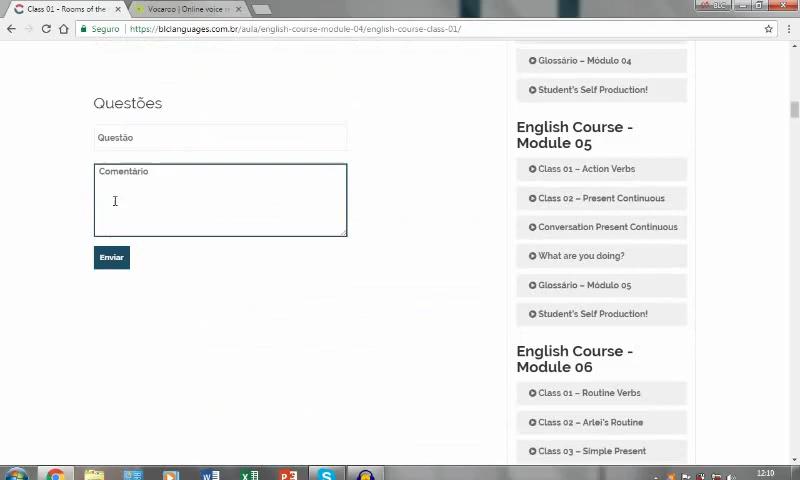 Class 01 - Rooms of the
Vocaroo | Online voice re
BLC
Seguro
https://blclanguages.com.br/aula/english-course-module-04/english-course-class-01/
Questões
Questão
Comentário
Enviar
Glossário – Módulo 04
Student's Self Production!
English Course -
Module 05
Class 01 – Action Verbs
Class 02 – Present Continuous
Conversation Present Continuous
What are you doing?
Glossário – Módulo 05
Student's Self Production!
English Course -
Module 06
Class 01 – Routine Verbs
Class 02 – Arlei's Routine
Class 03 – Simple Present
12:10